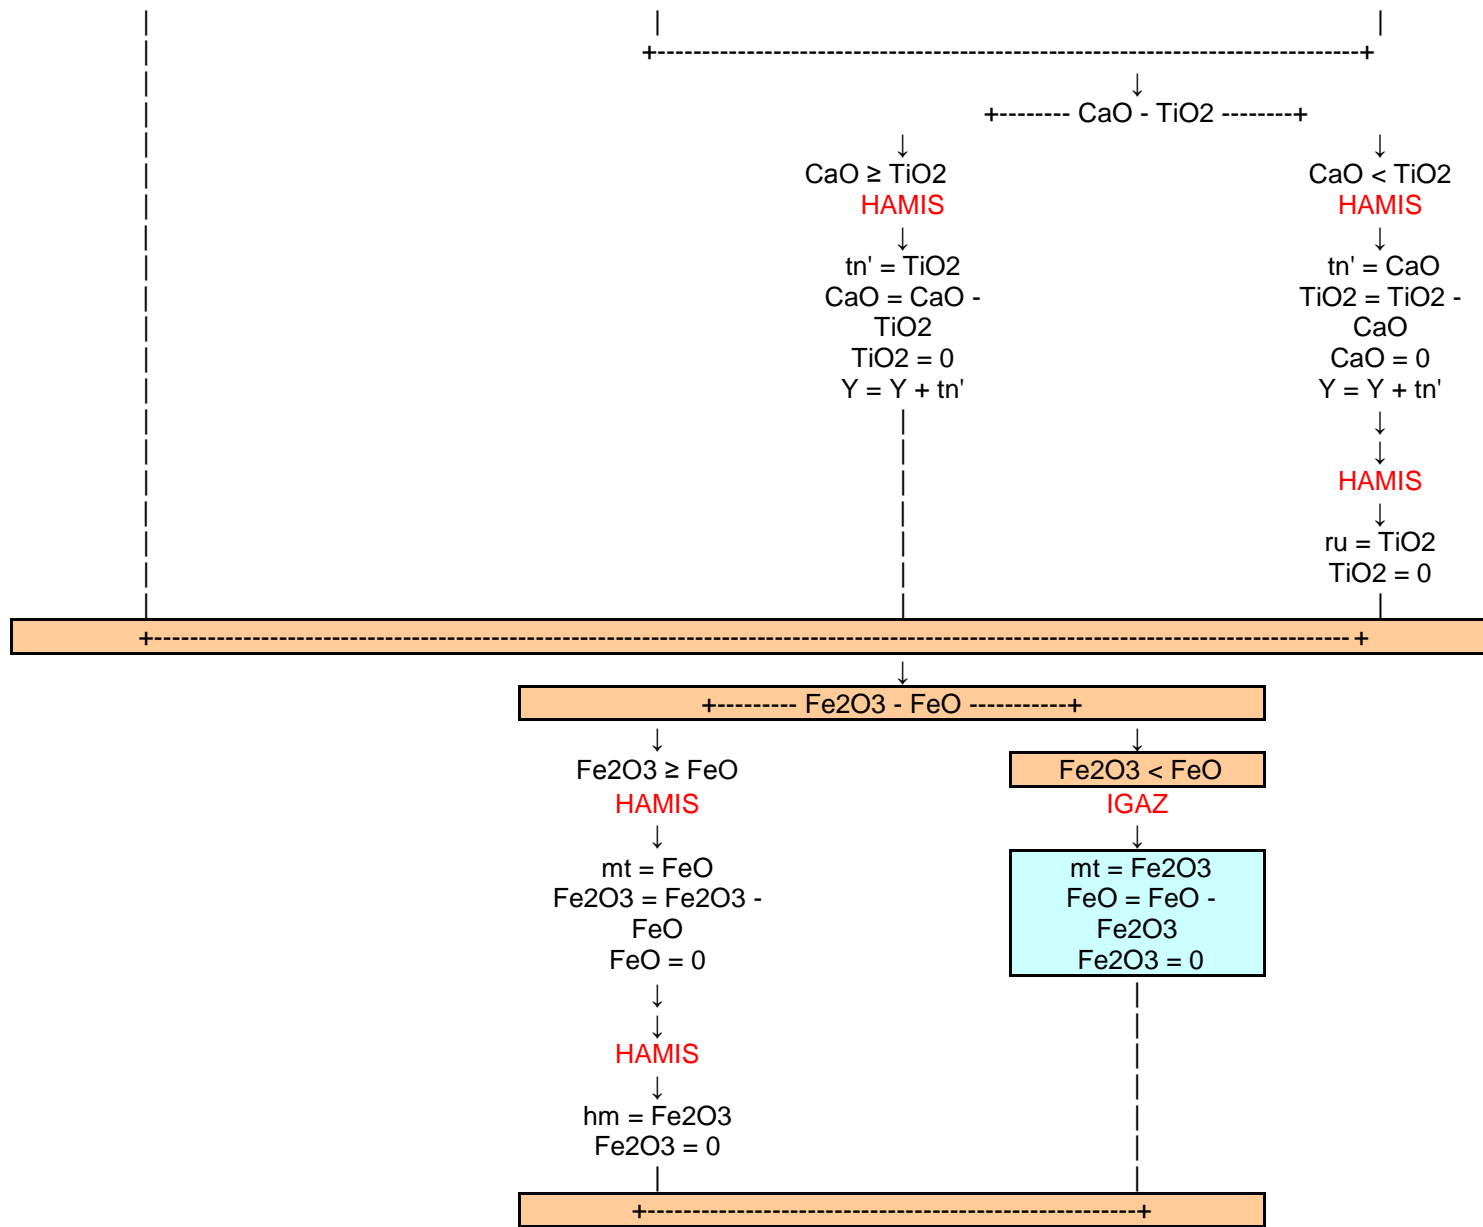 +-------------------------------------------------------------------------------+
↓
+-------- CaO - TiO2 --------+
↓ ↓
CaO ≥ TiO2 CaO < TiO2
HAMIS HAMIS
↓ ↓
tn' = TiO2 tn' = CaO
CaO = CaO - TiO2 = TiO2 -
TiO2 CaO
TiO2 = 0 CaO = 0
Y = Y + tn' Y = Y + tn'
↓
↓
HAMIS
↓
ru = TiO2
TiO2 = 0
+--------------------------------------------------------------------------------------------------------------------------------------+
↓
+--------- Fe2O3 - FeO -----------+
↓ ↓
Fe2O3 ≥ FeO Fe2O3 < FeO
HAMIS IGAZ
↓ ↓
mt = FeO mt = Fe2O3
Fe2O3 = Fe2O3 - FeO = FeO -
FeO Fe2O3
FeO = 0 Fe2O3 = 0
↓
↓
HAMIS
↓
hm = Fe2O3
Fe2O3 = 0
+-------------------------------------------------------+